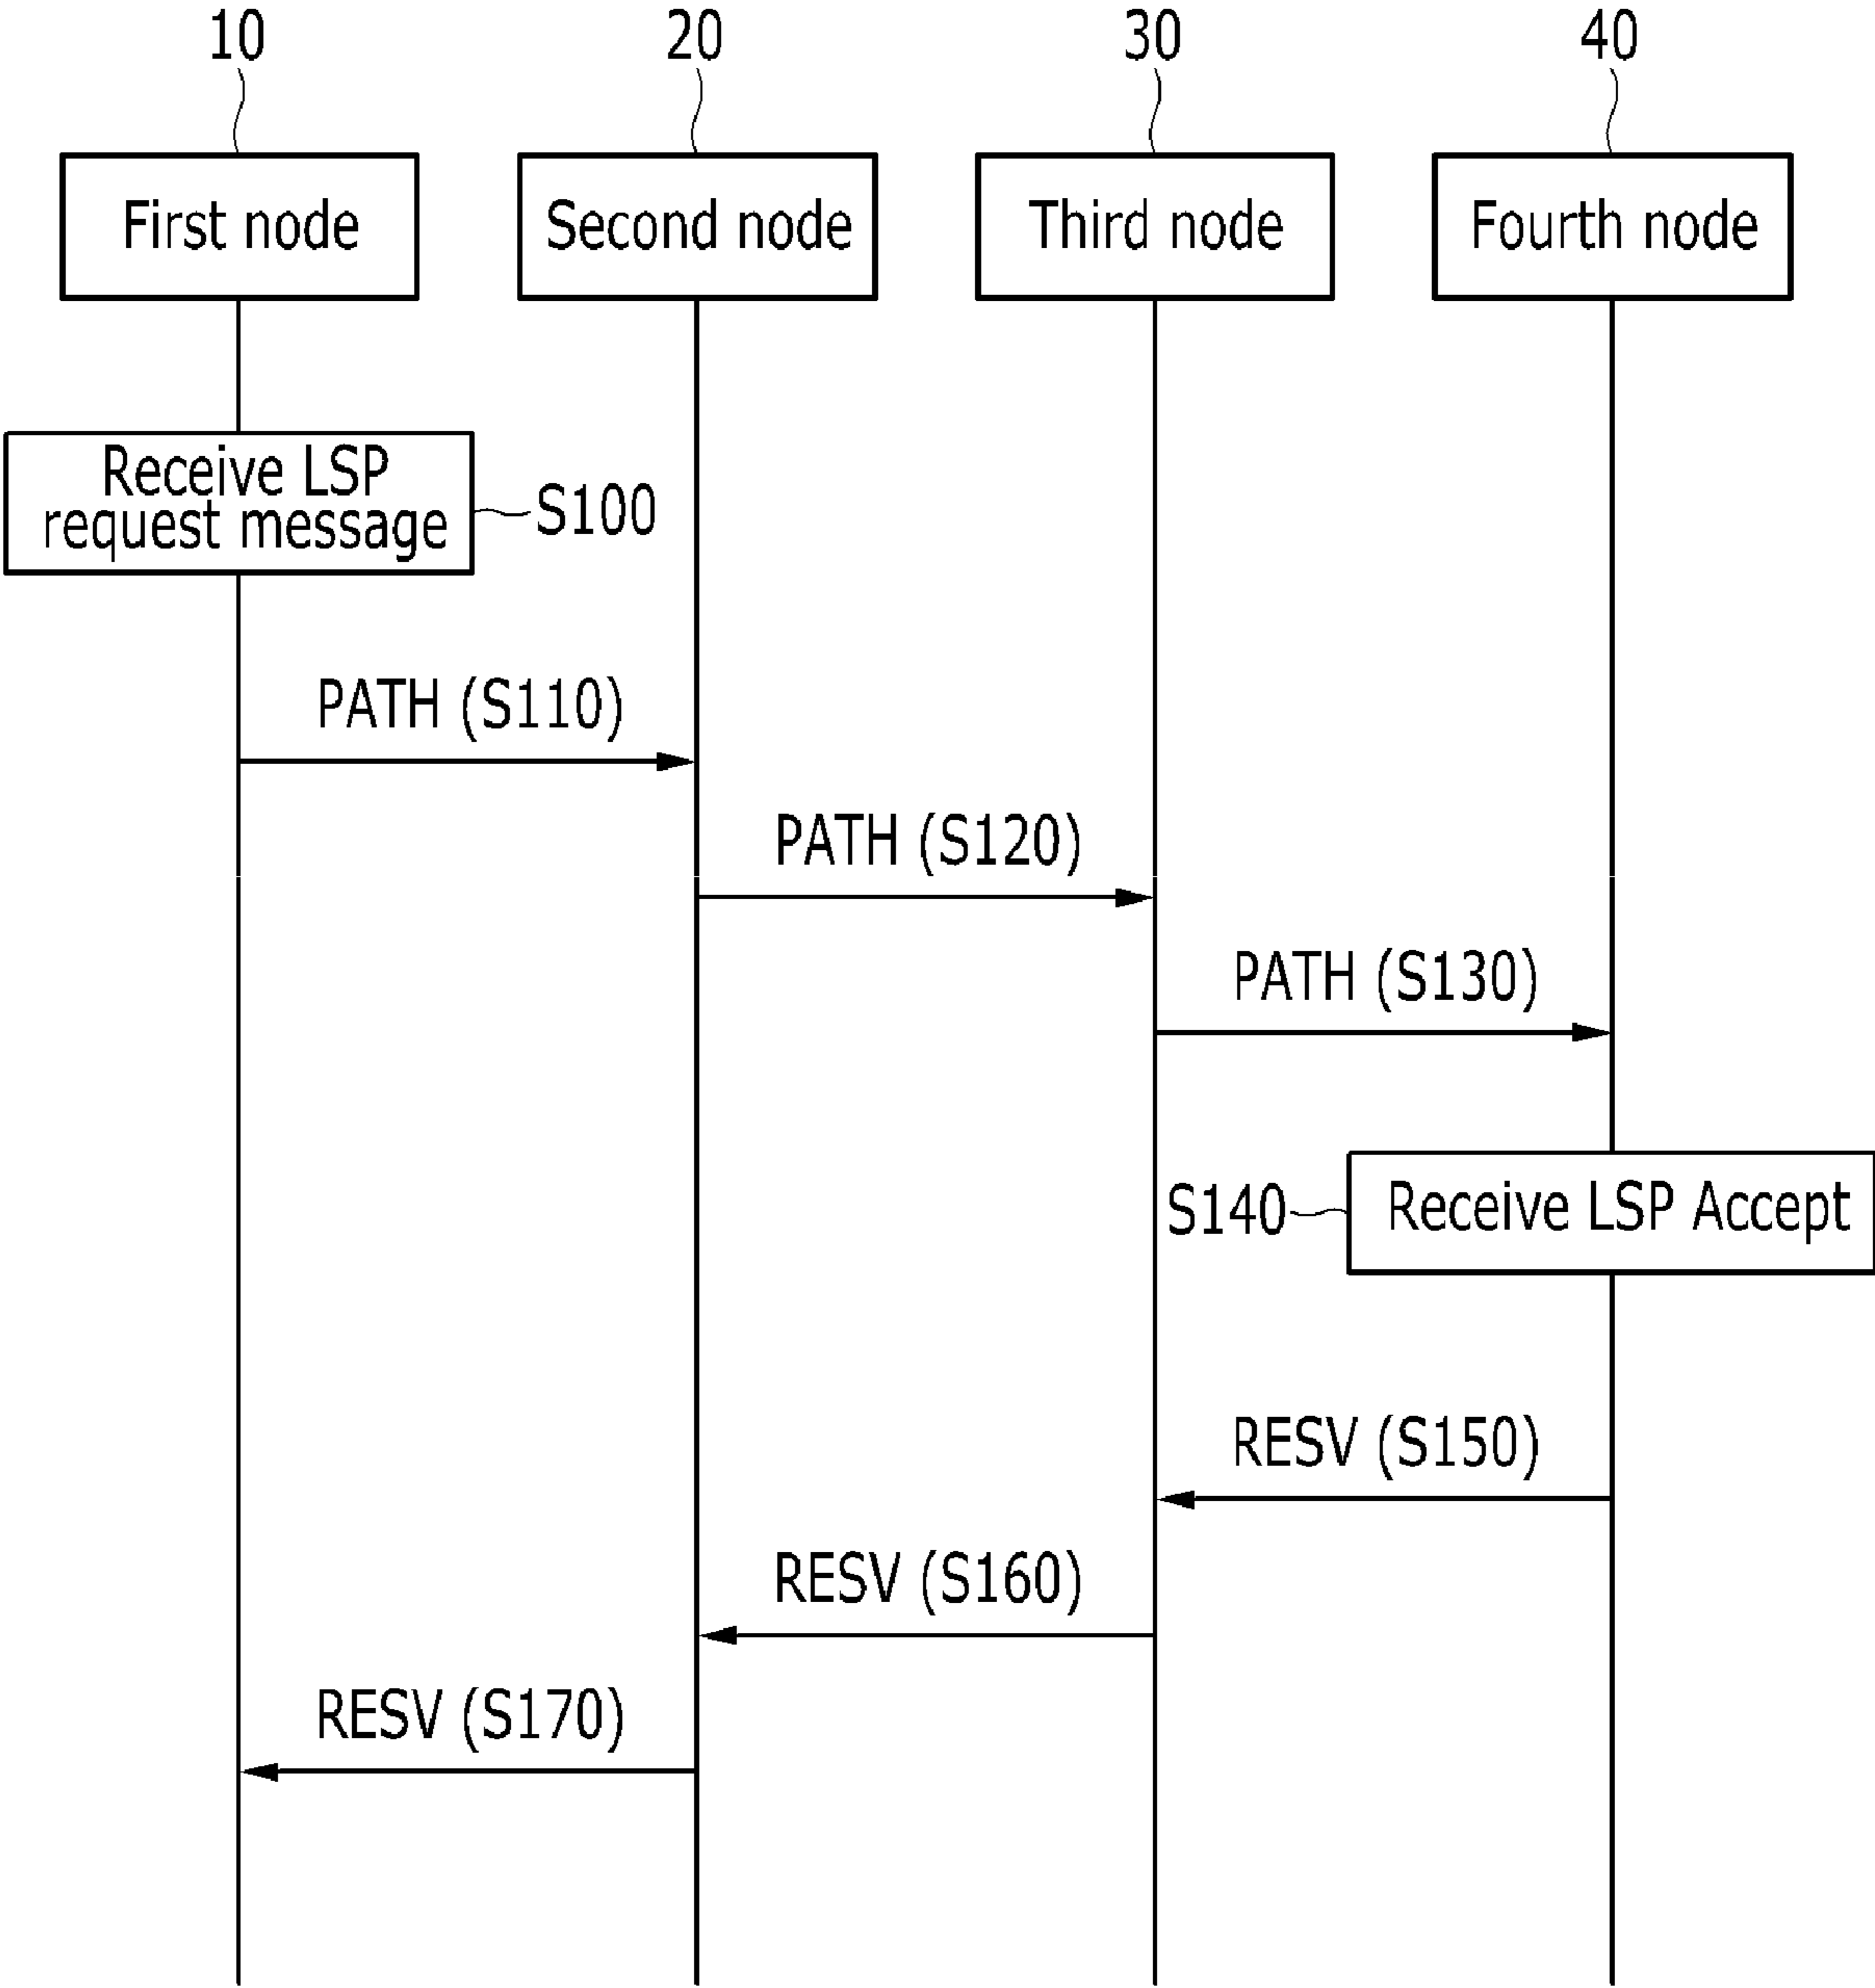 10
20
30
40
First node
Second node
Third node
Fourth node
Receive LSP
request message
S100
PATH (S110)
PATH (S120)
PATH (S130)
S140
Receive LSP Accept
RESV (S150)
RESV (S160)
RESV (S170)